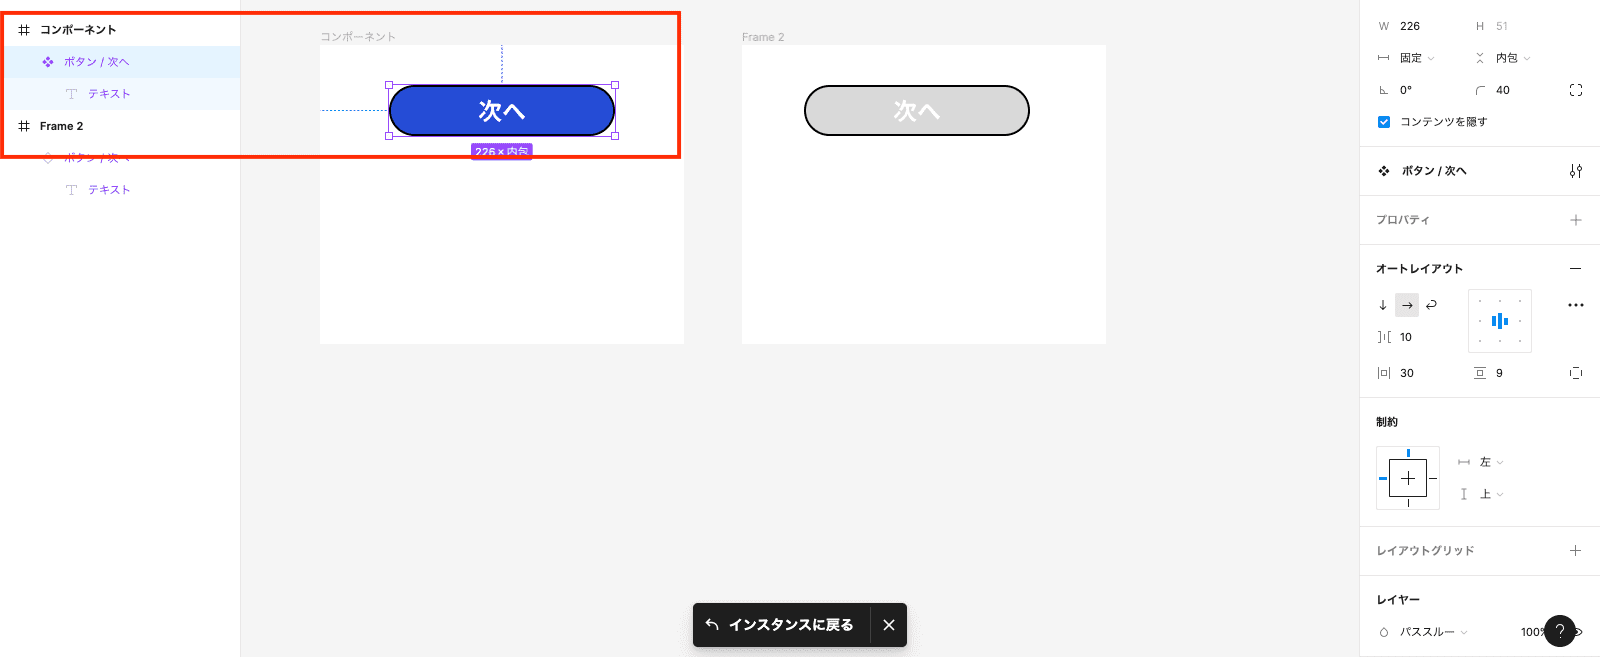 コンポーネント
ボタン / 次へ
テキスト
Frame 2
ボタン / 次へ
テキスト
コンポーネント
次へ
226 × 内包
Frame 2
次へ
インスタンスに戻る
W 226 H 51
固定 内包
0° 40
コンテンツを隠す
ボタン / 次へ
プロパティ
オートレイアウト
10
30 9
制約
左
上
レイアウトグリッド
レイヤー
パススルー 100%
?